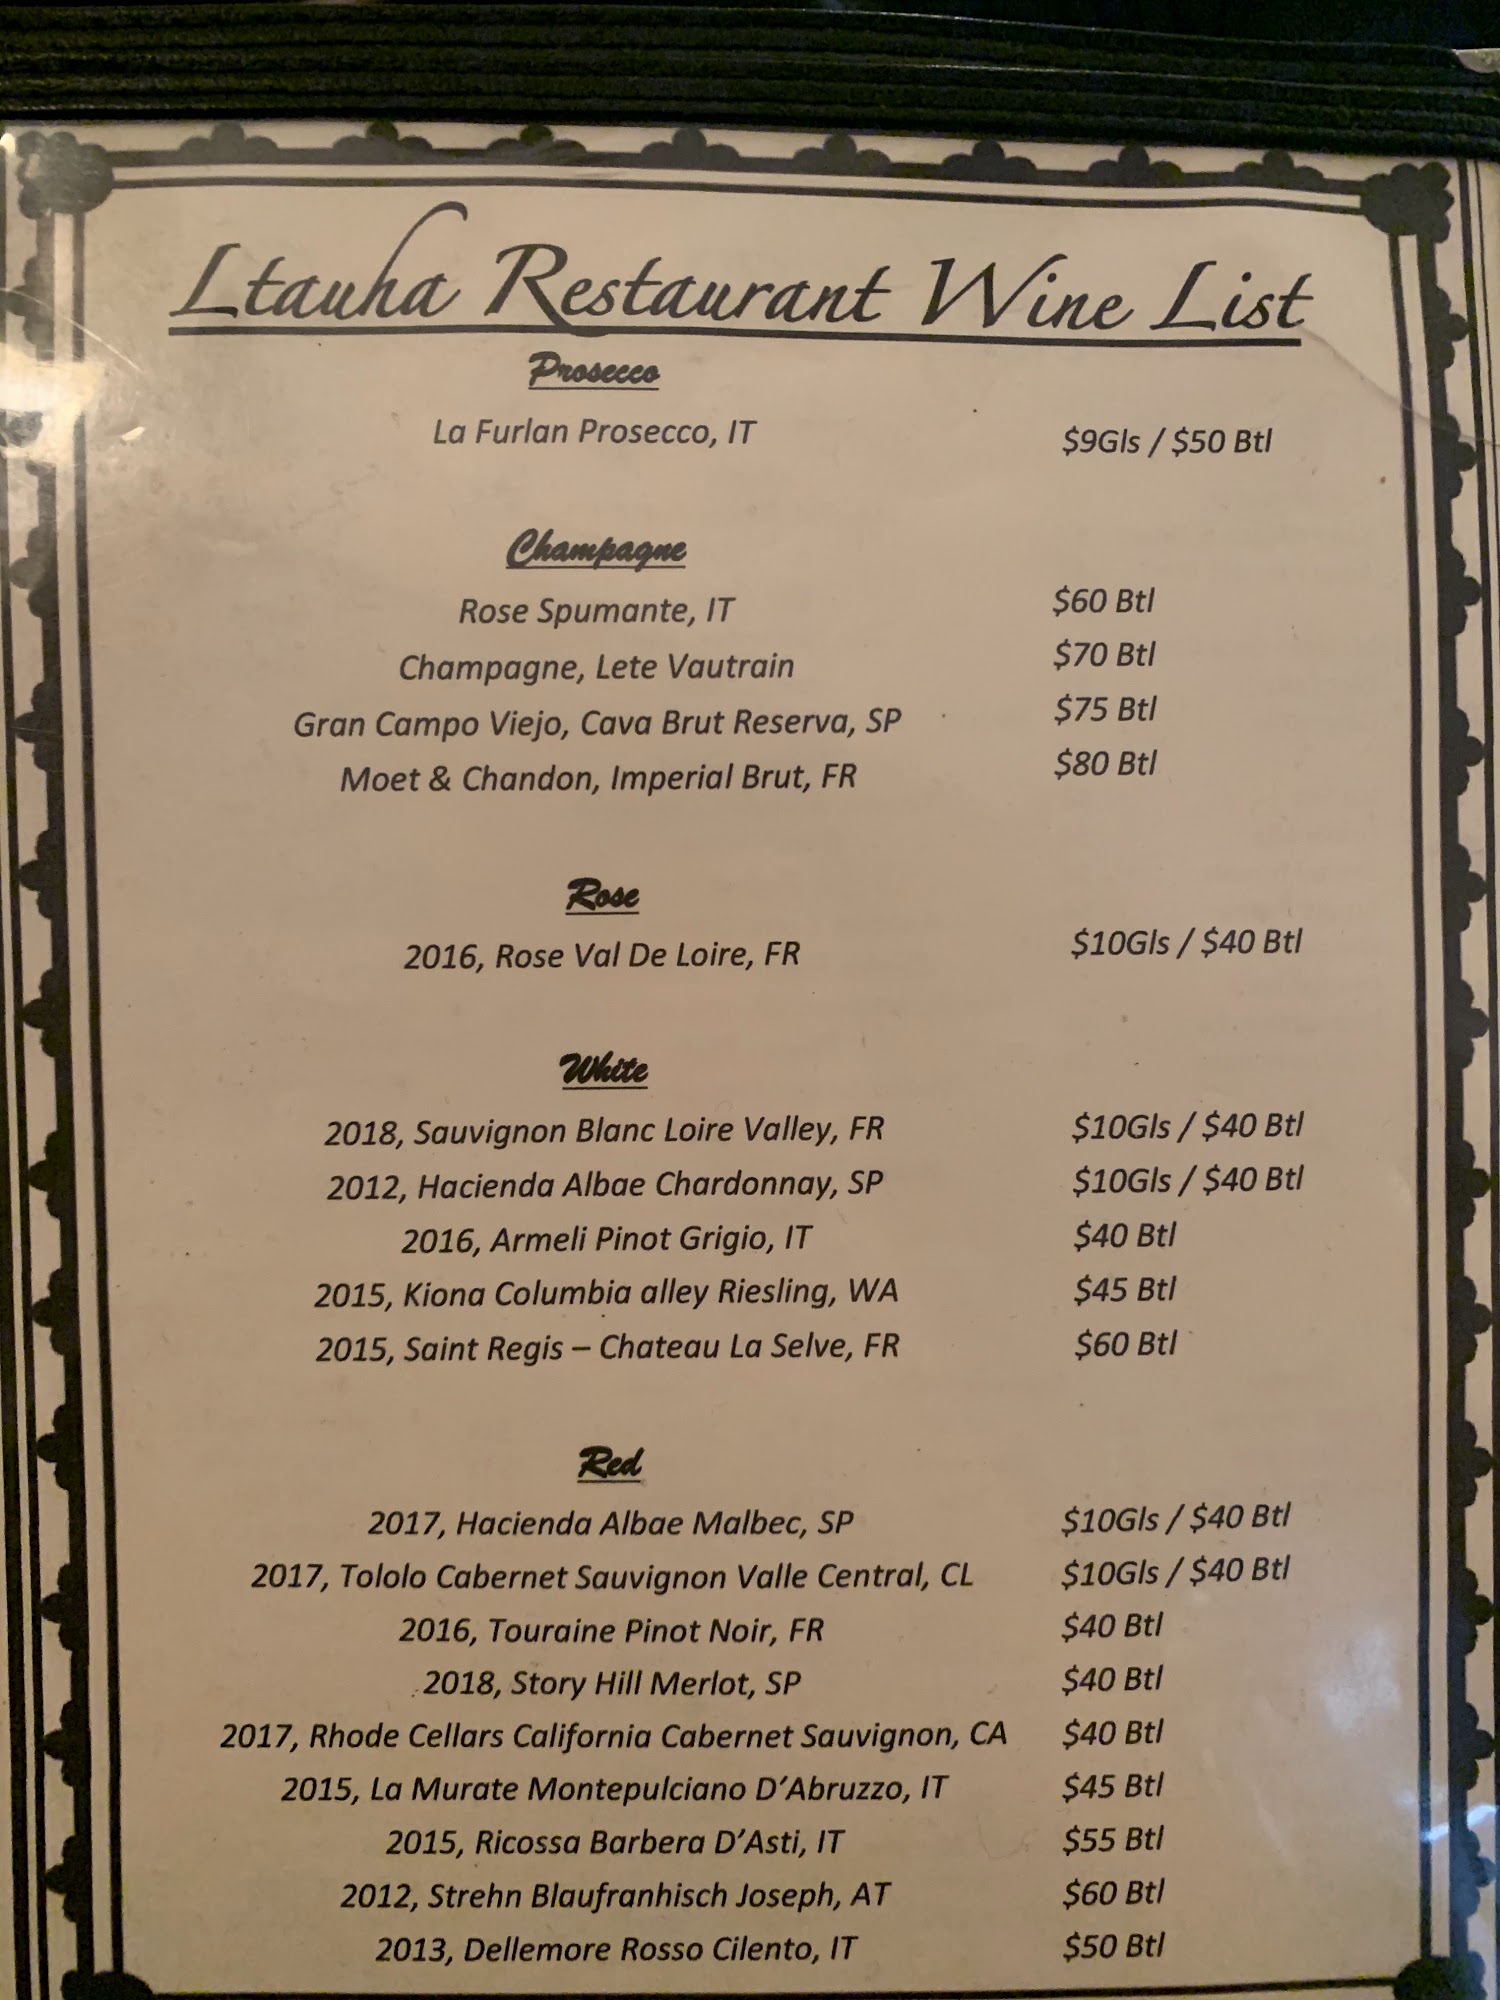 Ltauha Restaurant Wine List
Prosecco
La Furlan Prosecco, IT $9Gls / $50 Btl
Champagne
Rose Spumante, IT $60 Btl
Champagne, Lete Vautrain $70 Btl
Gran Campo Viejo, Cava Brut Reserva, SP $75 Btl
Moet & Chandon, Imperial Brut, FR $80 Btl
Rose
2016, Rose Val De Loire, FR $10Gls / $40 Btl
White
2018, Sauvignon Blanc Loire Valley, FR $10Gls / $40 Btl
2012, Hacienda Albae Chardonnay, SP $10Gls / $40 Btl
2016, Armeli Pinot Grigio, IT $40 Btl
2015, Kiona Columbia alley Riesling, WA $45 Btl
2015, Saint Regis – Chateau La Selve, FR $60 Btl
Red
2017, Hacienda Albae Malbec, SP $10Gls / $40 Btl
2017, Tololo Cabernet Sauvignon Valle Central, CL $10Gls / $40 Btl
2016, Touraine Pinot Noir, FR $40 Btl
2018, Story Hill Merlot, SP $40 Btl
2017, Rhode Cellars California Cabernet Sauvignon, CA $40 Btl
2015, La Murate Montepulciano D'Abruzzo, IT $45 Btl
2015, Ricossa Barbera D'Asti, IT $55 Btl
2012, Strehn Blaufranhisch Joseph, AT $60 Btl
2013, Dellemore Rosso Cilento, IT $50 Btl